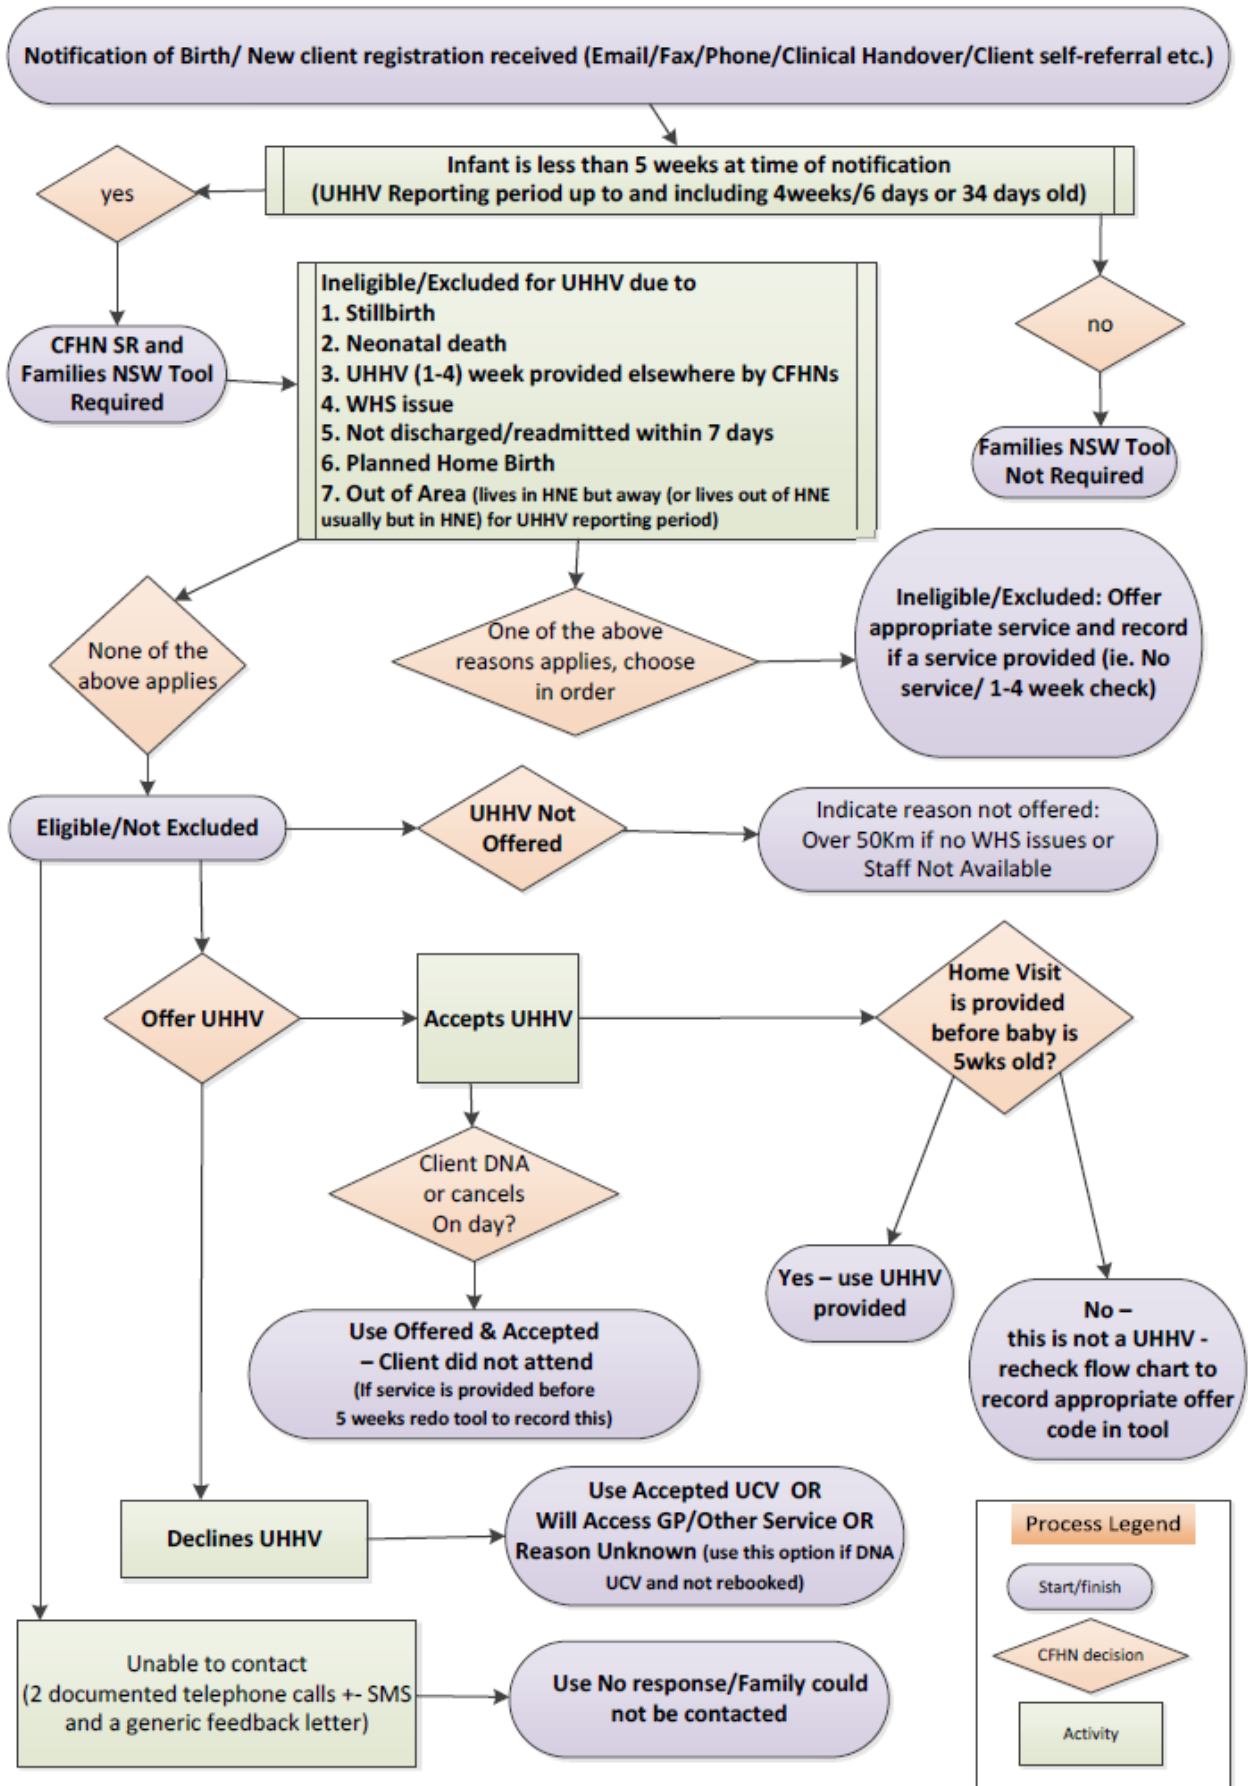 Notification of Birth/ New client registration received (Email/Fax/Phone/Clinical Handover/Client self-referral etc.)
Infant is less than 5 weeks at time of notification
(UHHV Reporting period up to and including 4weeks/6 days or 34 days old)
yes
no
CFHN SR and
Families NSW Tool
Required
Ineligible/Excluded for UHHV due to
1. Stillbirth
2. Neonatal death
3. UHHV (1-4) week provided elsewhere by CFHNs
4. WHS issue
5. Not discharged/readmitted within 7 days
6. Planned Home Birth
7. Out of Area (lives in HNE but away (or lives out of HNE
usually but in HNE) for UHHV reporting period)
Families NSW Tool
Not Required
None of the
above applies
One of the above
reasons applies, choose
in order
Ineligible/Excluded: Offer
appropriate service and record
if a service provided (ie. No
service/ 1-4 week check)
Eligible/Not Excluded
UHHV Not
Offered
Indicate reason not offered:
Over 50Km if no WHS issues or
Staff Not Available
Offer UHHV
Accepts UHHV
Home Visit
is provided
before baby is
5wks old?
Client DNA
or cancels
On day?
Yes – use UHHV
provided
No –
this is not a UHHV -
recheck flow chart to
record appropriate offer
code in tool
Use Offered & Accepted
– Client did not attend
(If service is provided before
5 weeks redo tool to record this)
Declines UHHV
Use Accepted UCV OR
Will Access GP/Other Service OR
Reason Unknown (use this option if DNA
UCV and not rebooked)
Unable to contact
(2 documented telephone calls +- SMS
and a generic feedback letter)
Use No response/Family could
not be contacted
Process Legend
Start/finish
CFHN decision
Activity